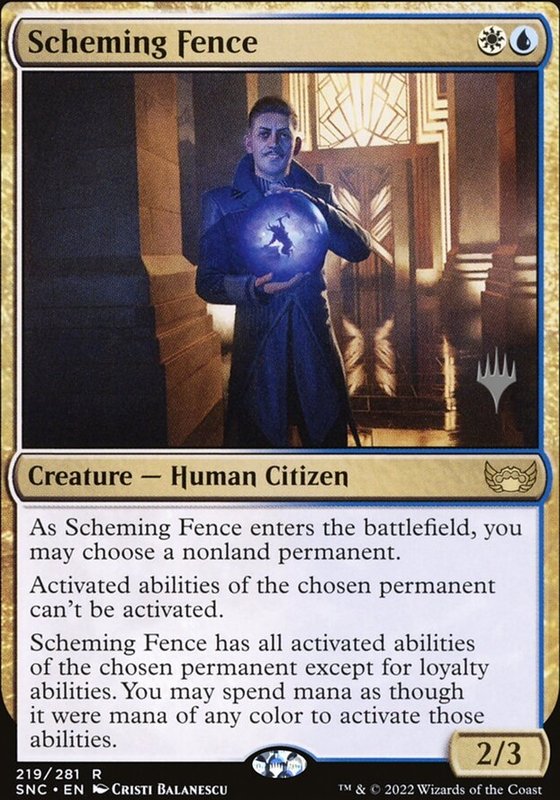 Scheming Fence
Creature — Human Citizen
As Scheming Fence enters the battlefield, you
may choose a nonland permanent.
Activated abilities of the chosen permanent
can't be activated.
Scheming Fence has all activated abilities
of the chosen permanent except for loyalty
abilities. You may spend mana as though
it were mana of any color to activate those
abilities.
2/3
219/281 R
SNC • EN Cristi Balanescu
™ & © 2022 Wizards of the Coast